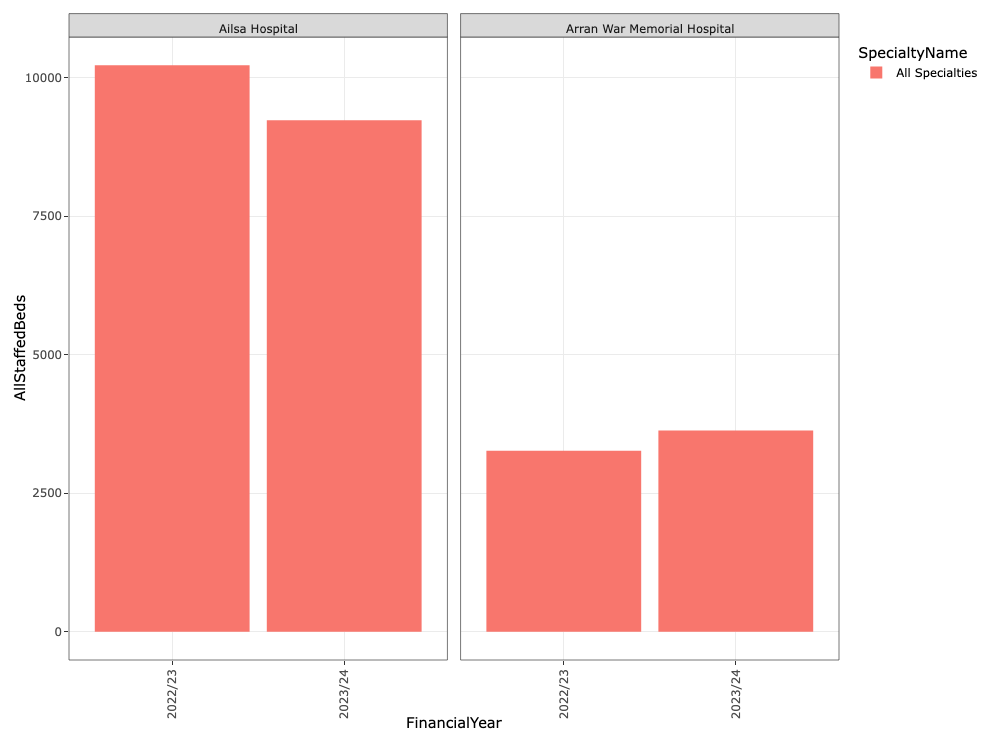 Ailsa Hospital
Arran War Memorial Hospital
SpecialtyName
All Specialties
AllStaffedBeds
10000
7500
5000
2500
0
2022/23
2023/24
2022/23
2023/24
FinancialYear